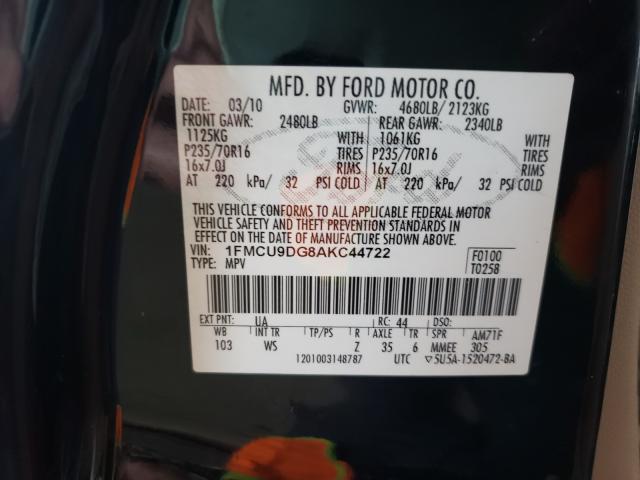 MFD. BY FORD MOTOR CO.
DATE: 03/10 GVWR: 4680LB/ 2123KG
FRONT GAWR: 2480LB REAR GAWR: 2340LB
1125KG WITH 1061KG WITH
P235/70R16 TIRES P235/70R16 TIRES
16x7.0J RIMS 16x7.0J RIMS
AT 220 kPa/ 32 PSI COLD AT 220 kPa/ 32 PSI COLD
THIS VEHICLE CONFORMS TO ALL APPLICABLE FEDERAL MOTOR
VEHICLE SAFETY AND THEFT PREVENTION STANDARDS
IN EFFECT ON THE DATE OF MANUFACTURE SHOWN ABOVE.
VIN: 1FMCU9DG8AKC44722 F0100
TYPE: MPV T0258
EXT PNT: UA RC: 44 DSO:
WB INT TR TP/PS R AXLE TR SPR AM71F
103 WS Z 35 6 MMEE 305
1201003148787 UTC ▽5U5A-1520472-BA